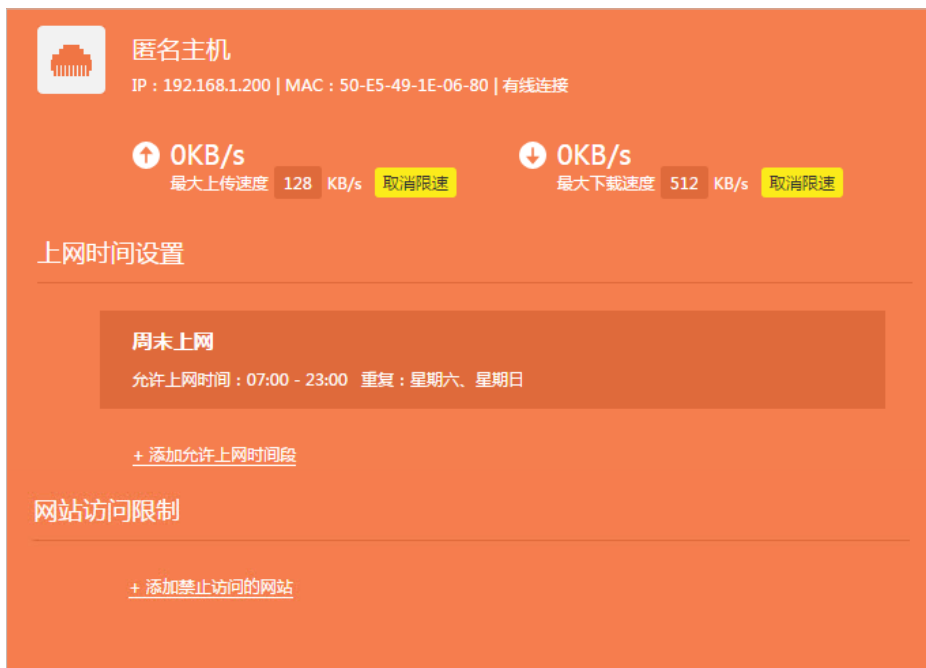 匿名主机
IP：192.168.1.200 | MAC：50-E5-49-1E-06-80 | 有线连接
0KB/s 0KB/s
最大上传速度 128 KB/s 取消限速 最大下载速度 512 KB/s 取消限速
上网时间设置
周末上网
允许上网时间：07:00 - 23:00 重复：星期六、星期日
+ 添加允许上网时间段
网站访问限制
+ 添加禁止访问的网站